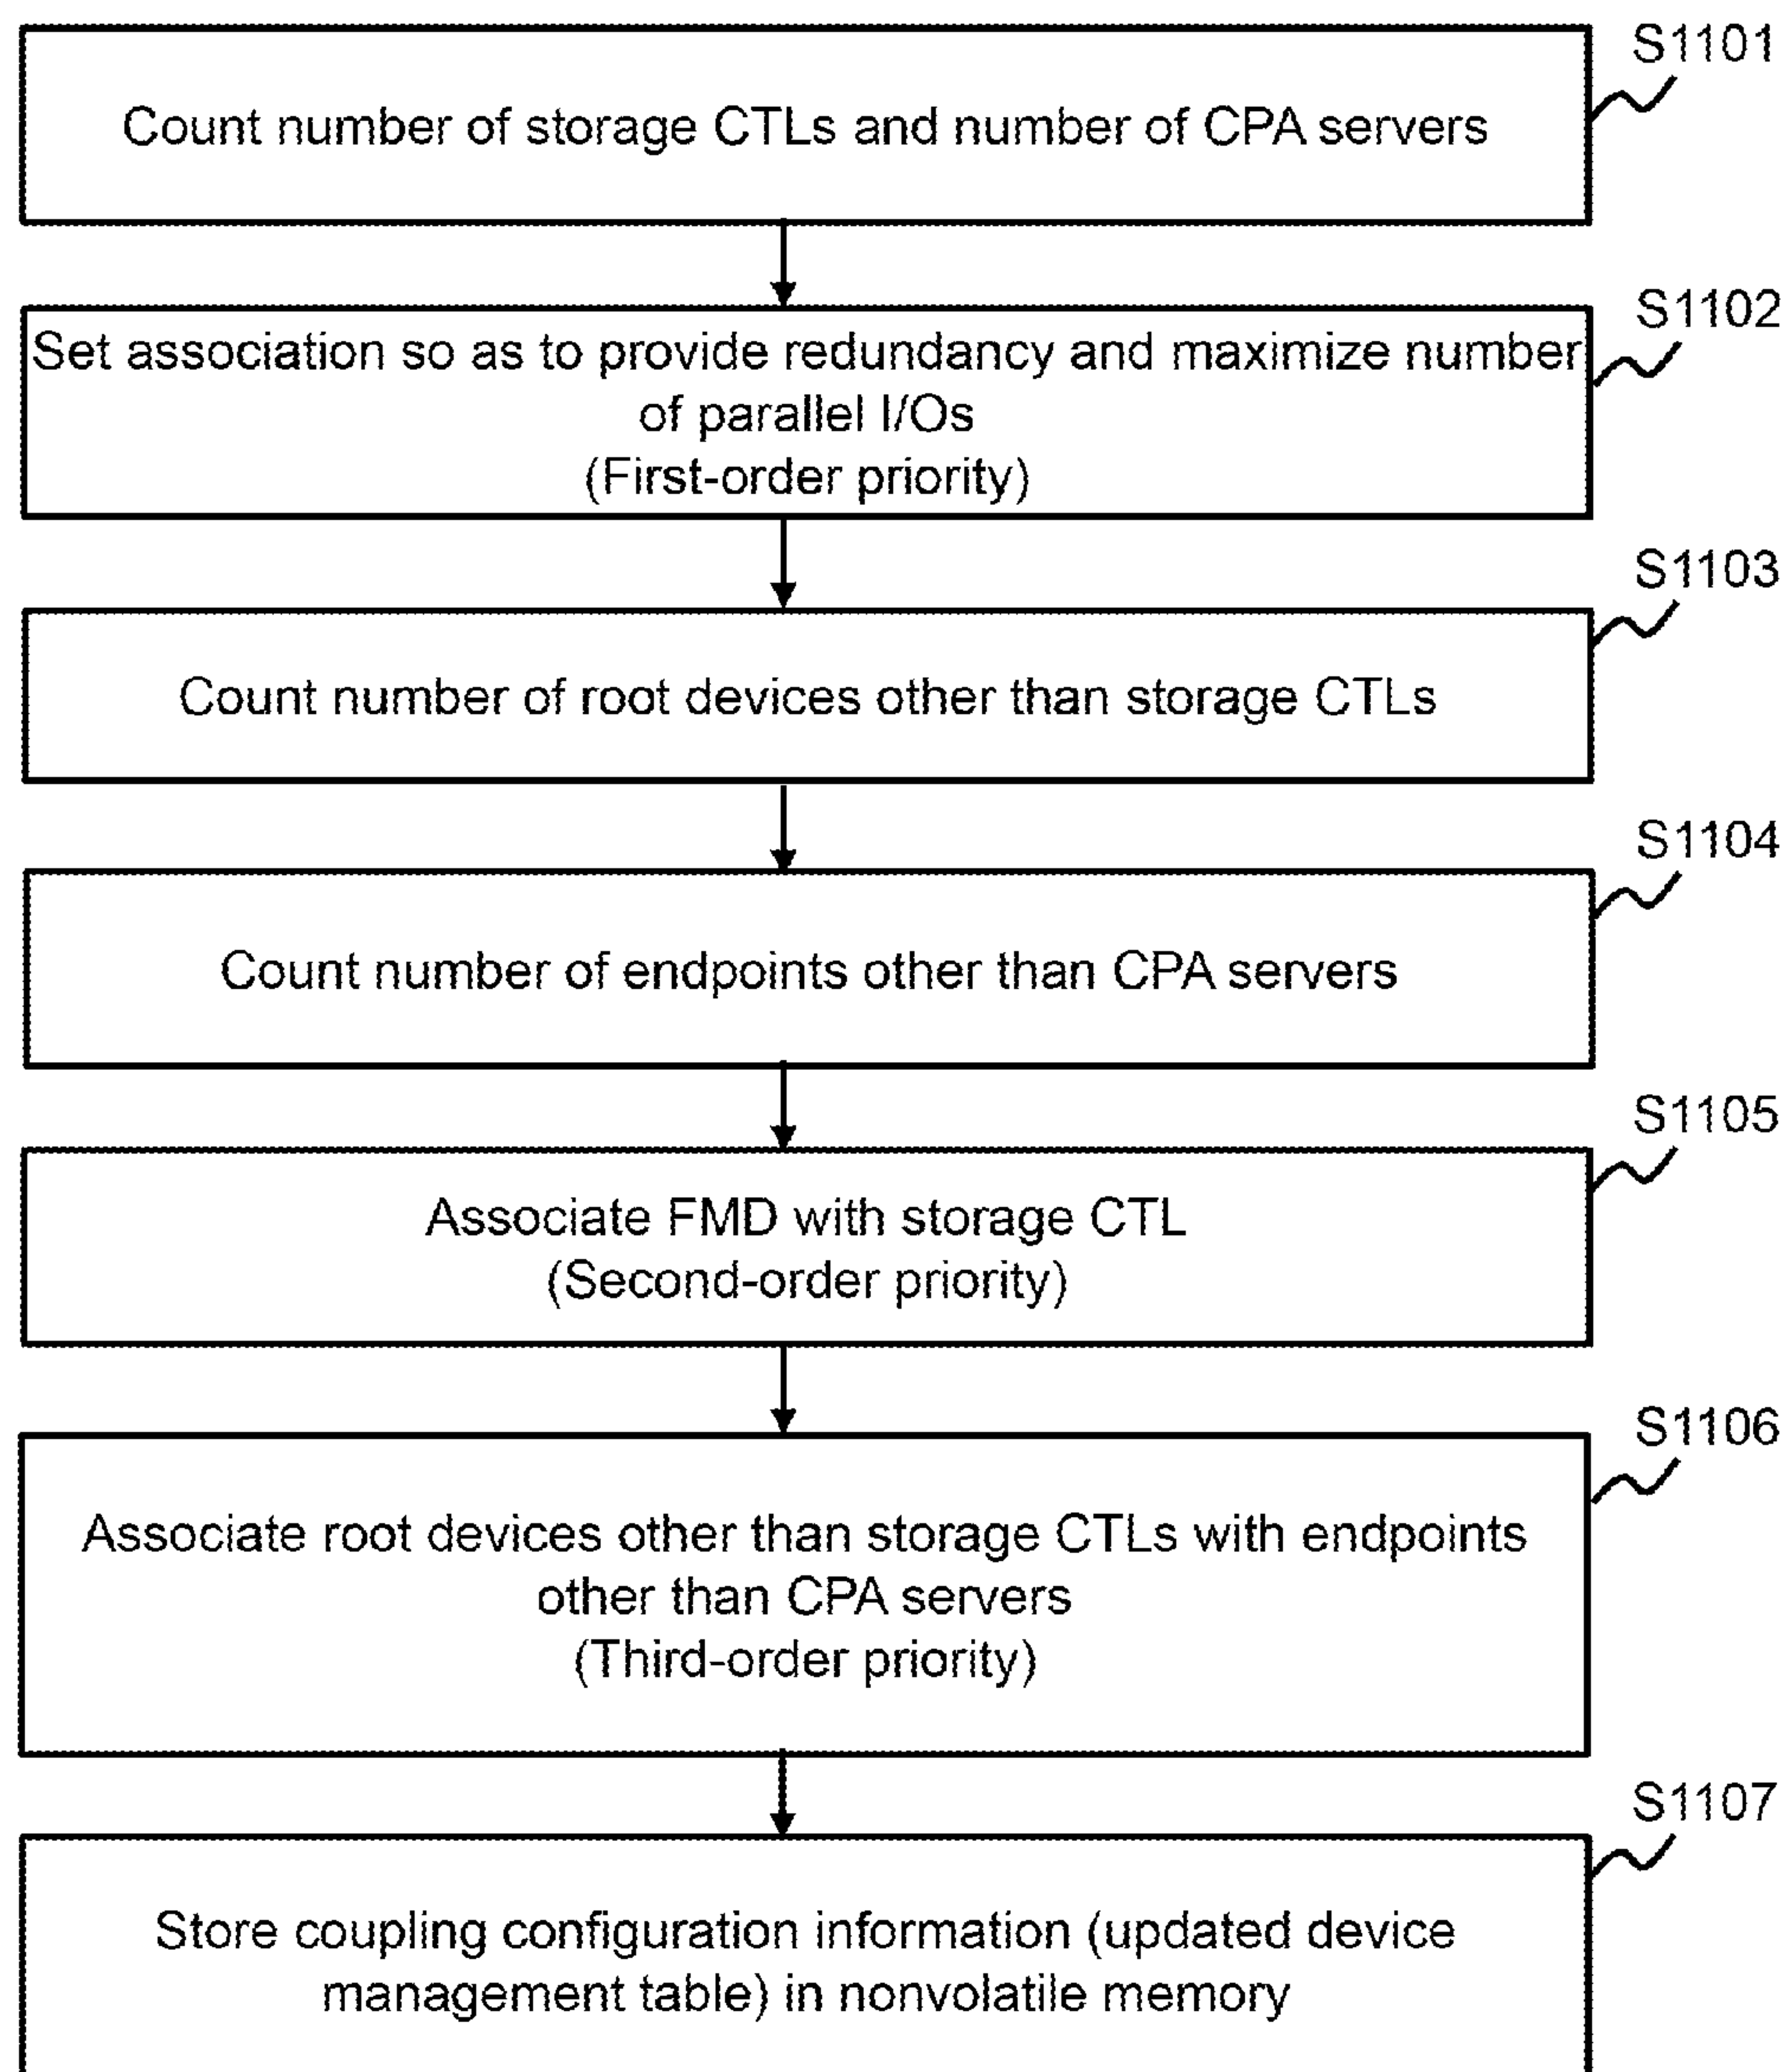 S1101
Count number of storage CTLs and number of CPA servers
S1102
Set association so as to provide redundancy and maximize number
of parallel I/Os
(First-order priority)
S1103
Count number of root devices other than storage CTLs
S1104
Count number of endpoints other than CPA servers
S1105
Associate FMD with storage CTL
(Second-order priority)
S1106
Associate root devices other than storage CTLs with endpoints
other than CPA servers
(Third-order priority)
S1107
Store coupling configuration information (updated device
management table) in nonvolatile memory